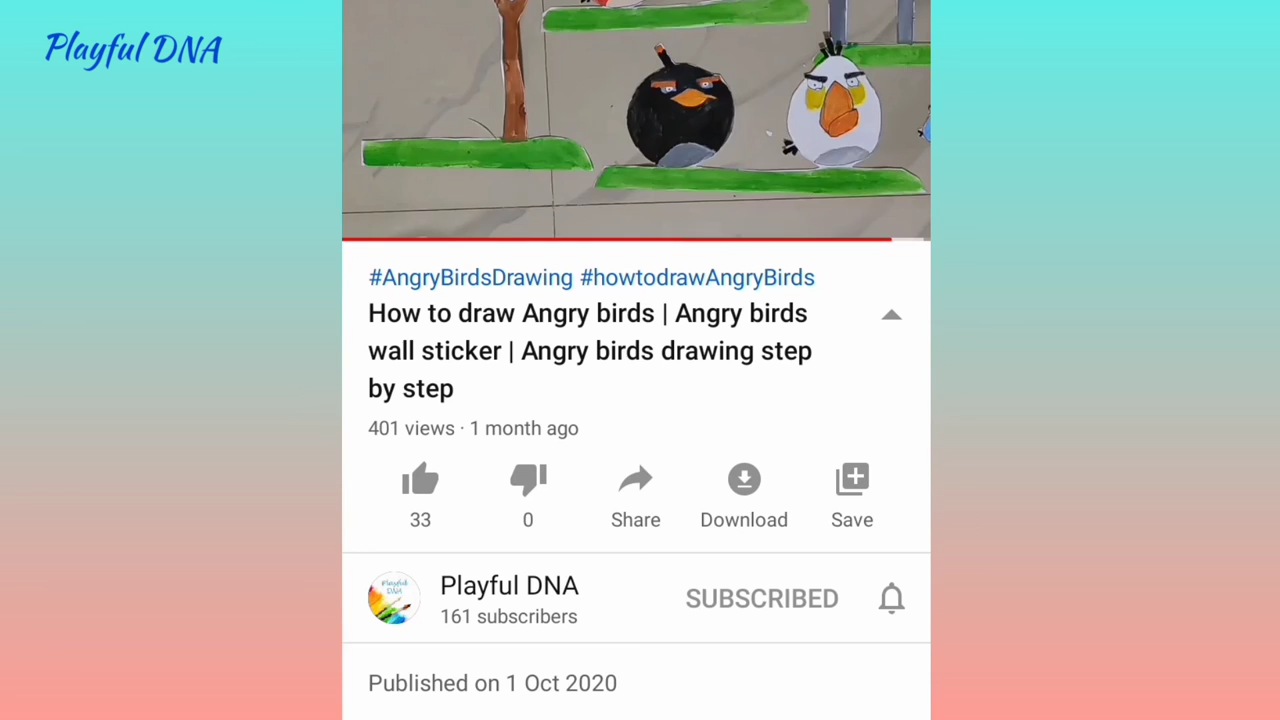 Playful DNA
#AngryBirdsDrawing #howtodrawAngryBirds
How to draw Angry birds | Angry birds
wall sticker | Angry birds drawing step
by step
401 views · 1 month ago
33
0
Share
Download
Save
Playful DNA
Playful DNA
161 subscribers
SUBSCRIBED
Published on 1 Oct 2020